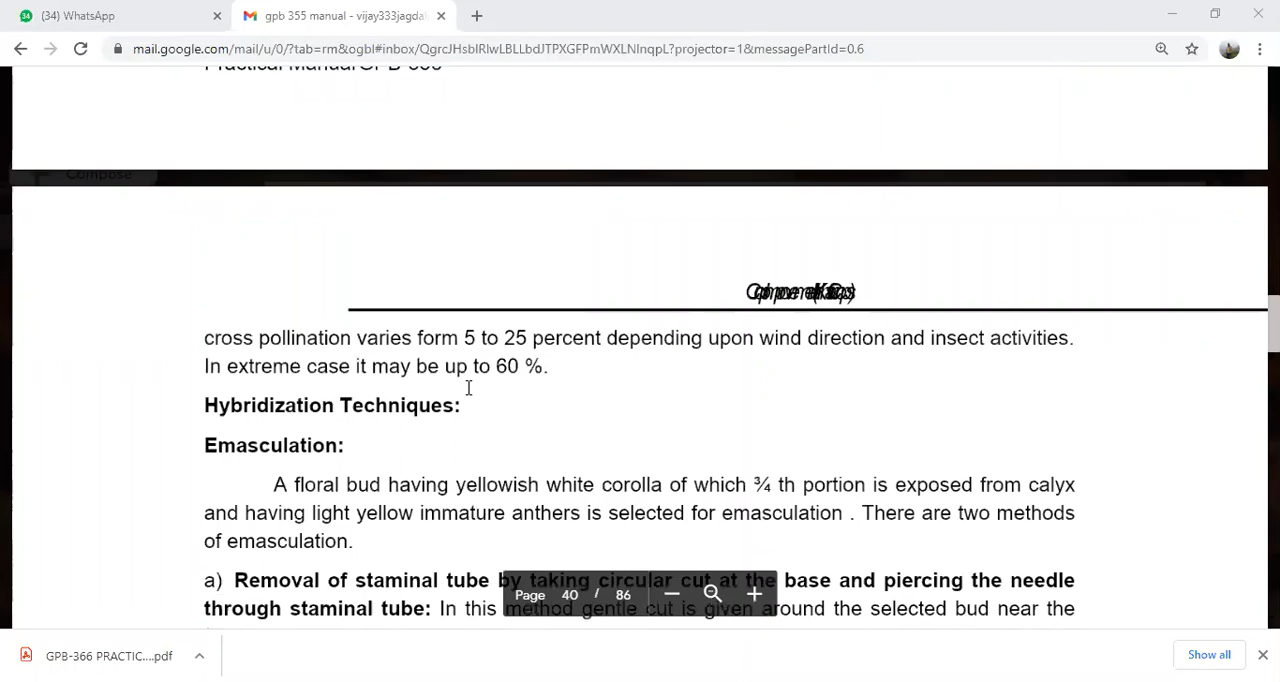 (34) WhatsApp
gpb 355 manual - vijay333jagda
mail.google.com/mail/u/0/?tab=rm&ogbl#inbox/QgrcJHsblRlwLBLLbdJTPXGFPmWXLNlnqpL?projector=1&messagePartId=0.6
Practical Manual GPB-355
Compose
cross pollination varies form 5 to 25 percent depending upon wind direction and insect activities.
In extreme case it may be up to 60 %.
Hybridization Techniques:
Emasculation:
A floral bud having yellowish white corolla of which ¾ th portion is exposed from calyx
and having light yellow immature anthers is selected for emasculation . There are two methods
of emasculation.
a) Removal of staminal tube by taking circular cut at the base and piercing the needle
through staminal tube: In this method gentle cut is given around the selected bud near the
Page 40 / 86
GPB-366 PRACTIC....pdf
Show all